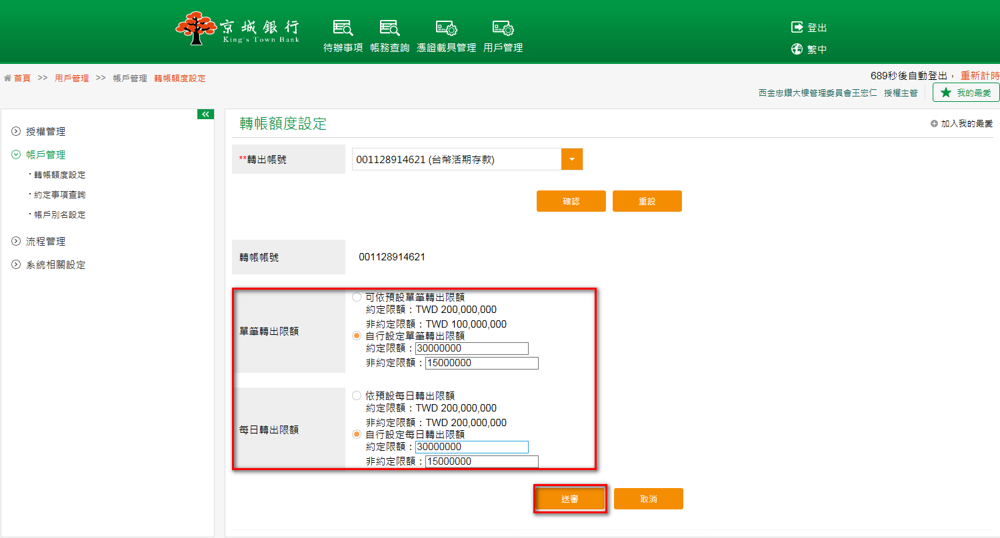 京城銀行
King's Town Bank
待辦事項 帳務查詢 憑證載具管理 用戶管理
登出
繁中
首頁 >> 用戶管理 >> 帳戶管理 轉帳額度設定
689秒後自動登出， 重新計時
西金忠鑽大樓管理委員會王宏仁 授權主管
我的最愛
授權管理
帳戶管理
・轉帳額度設定
・約定事項查詢
・帳戶別名設定
流程管理
系統相關設定
轉帳額度設定
加入我的最愛
**轉出帳號 001128914621 (台幣活期存款)
確認 重設
轉帳帳號 001128914621
單筆轉出限額
可依預設單筆轉出限額
約定限額：TWD 200,000,000
非約定限額：TWD 100,000,000
自行設定單筆轉出限額
約定限額：30000000
非約定限額：15000000
每日轉出限額
依預設每日轉出限額
約定限額：TWD 200,000,000
非約定限額：TWD 200,000,000
自行設定每日轉出限額
約定限額：30000000
非約定限額：15000000
送審 取消